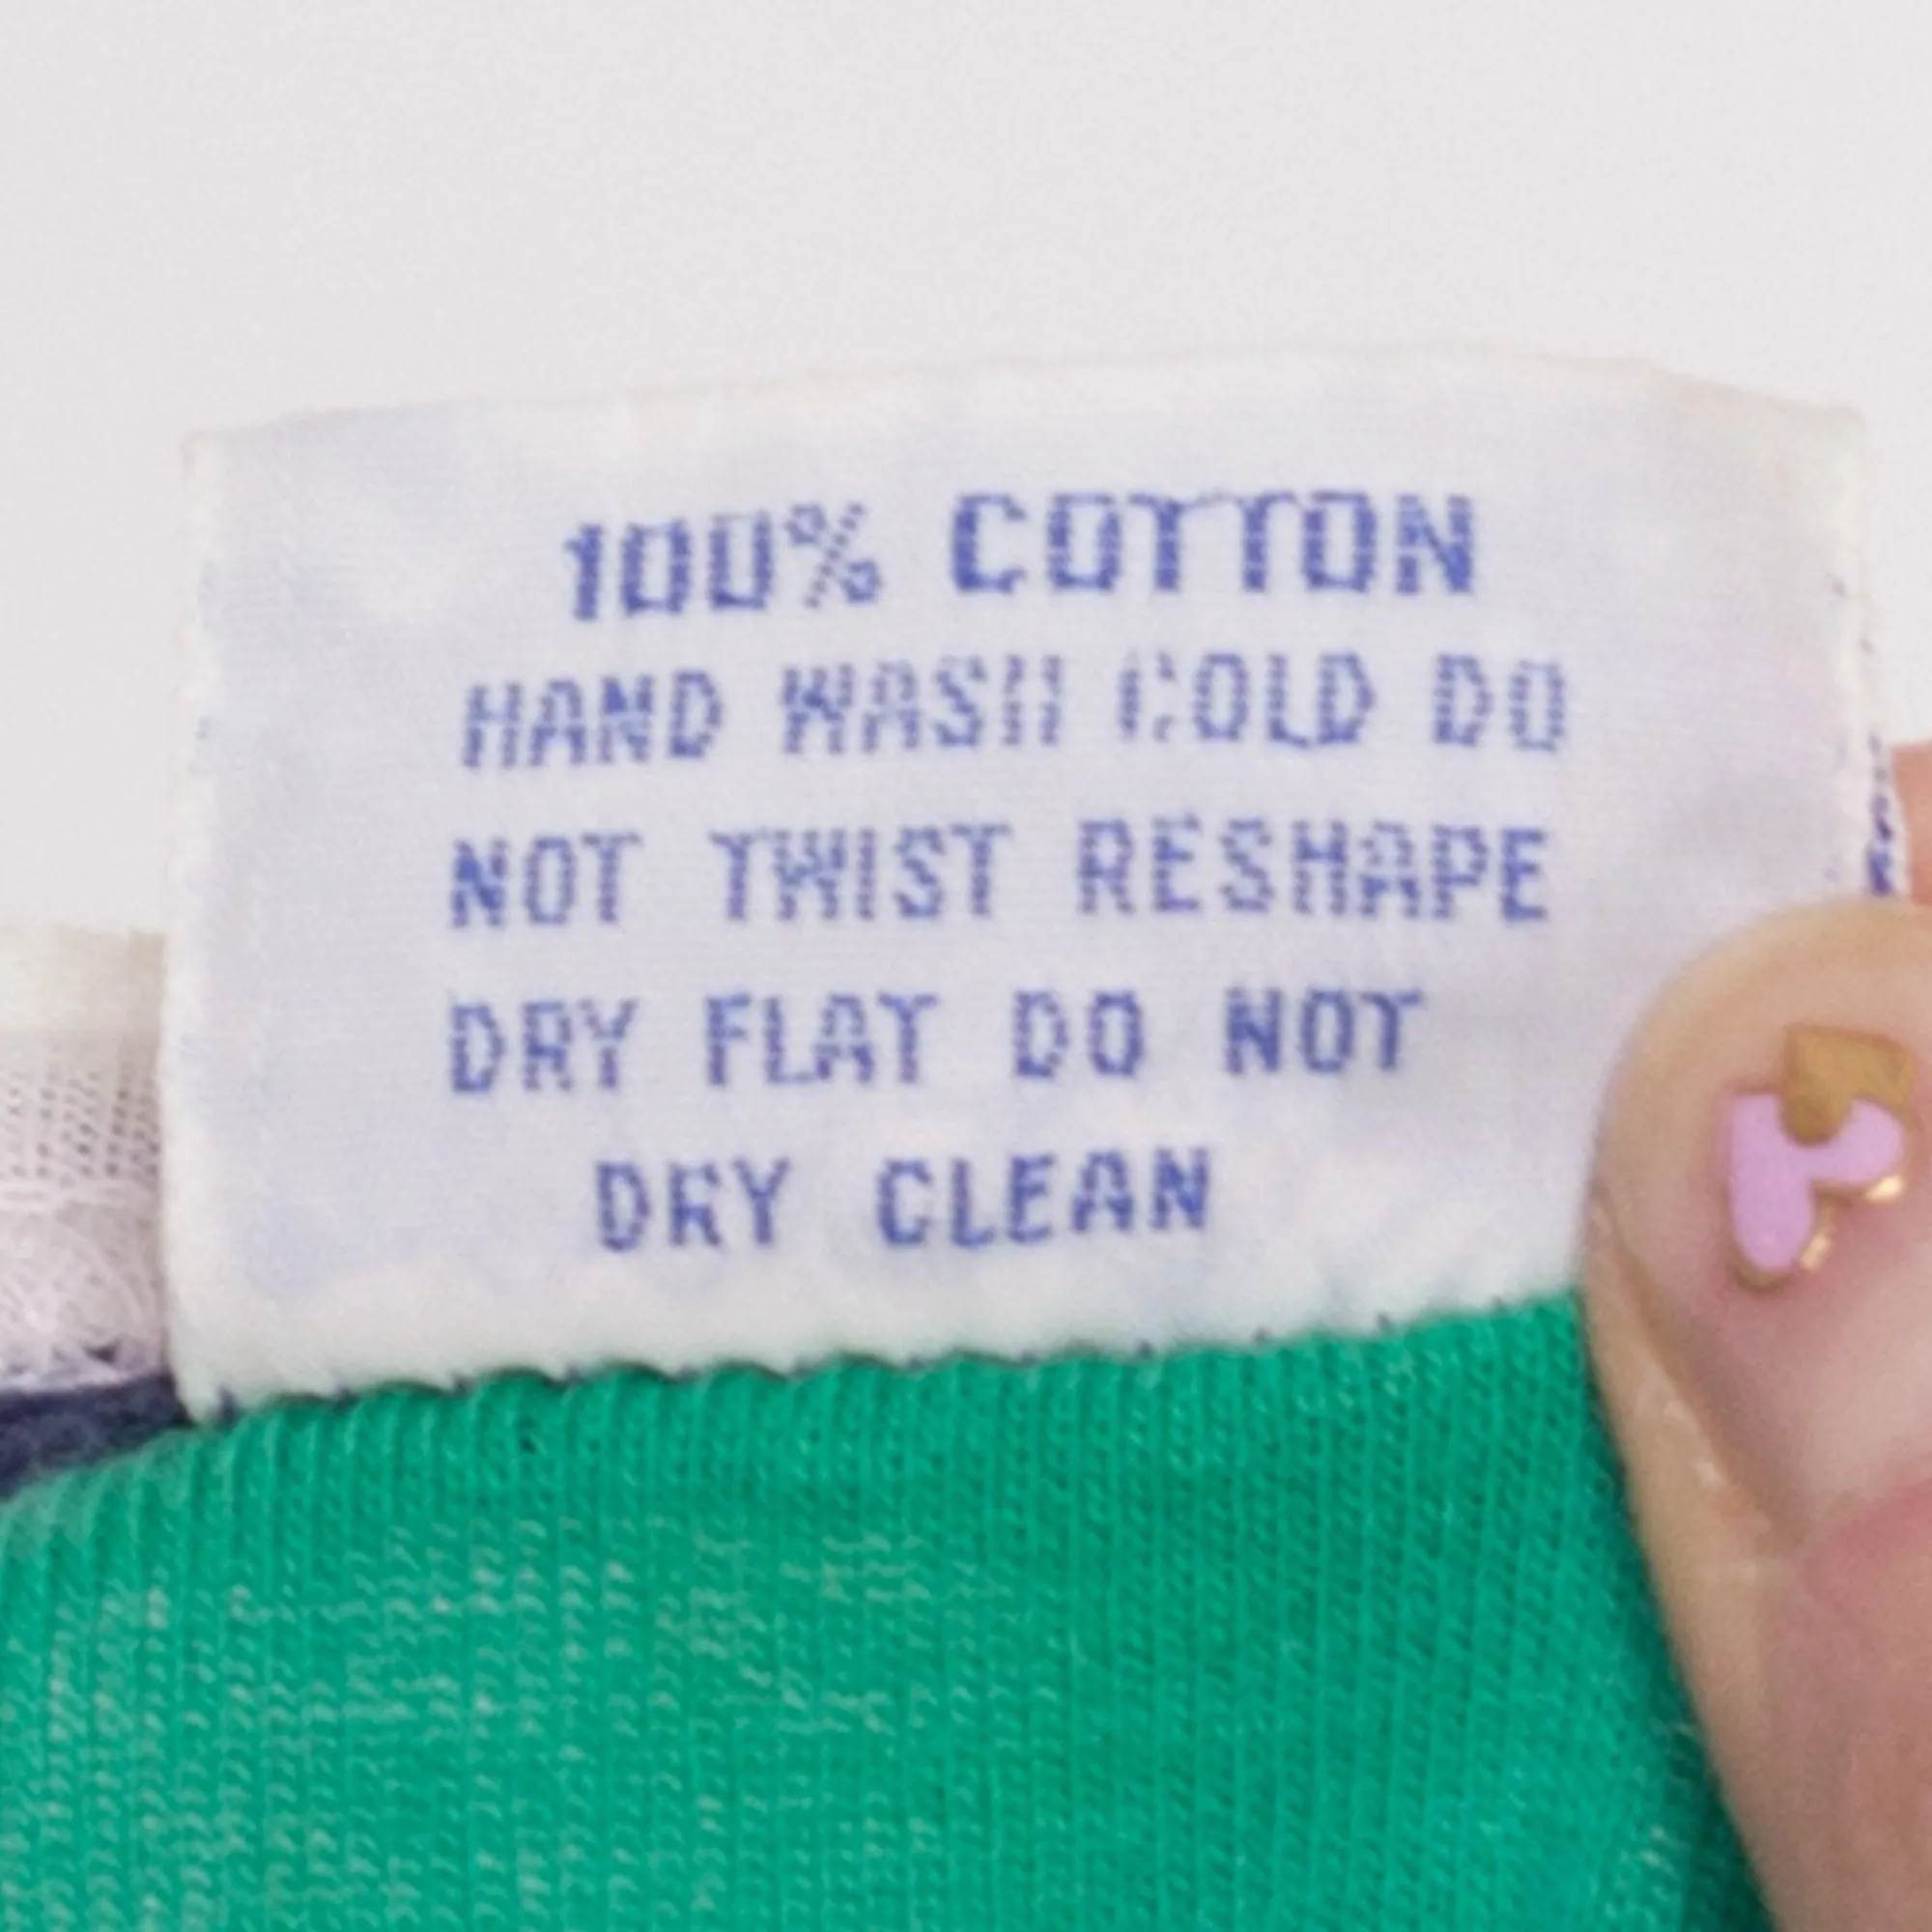 100% COTTON
HAND WASH COLD DO
NOT TWIST RESHAPE
DRY FLAT DO NOT
DRY CLEAN